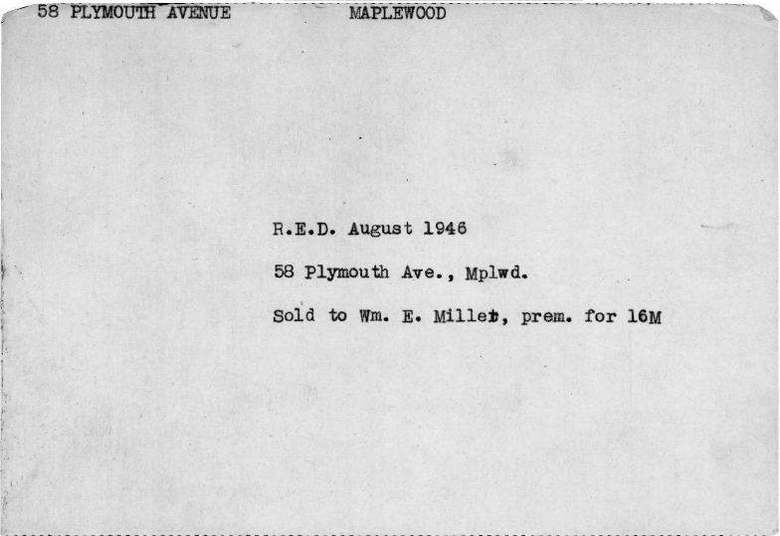 58 PLYMOUTH AVENUE MAPLEWOOD
R.E.D. August 1946
58 Plymouth Ave., Mplwd.
Sold to Wm. E. Miller, prem. for 16M